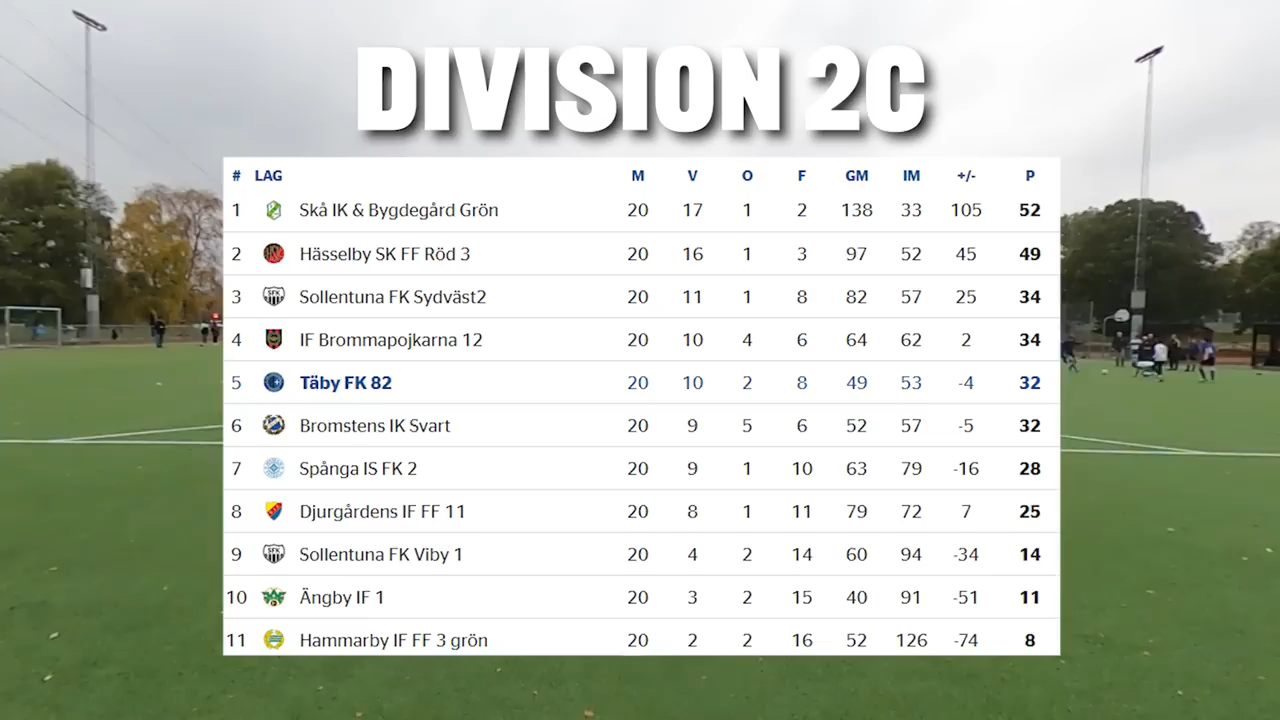 DIVISION 2C
# LAG M V O F GM IM +/- P
1 Skå IK & Bygdegård Grön 20 17 1 2 138 33 105 52
2 Hässelby SK FF Röd 3 20 16 1 3 97 52 45 49
3 Sollentuna FK Sydväst2 20 11 1 8 82 57 25 34
4 IF Brommapojkarna 12 20 10 4 6 64 62 2 34
5 Täby FK 82 20 10 2 8 49 53 -4 32
6 Bromstens IK Svart 20 9 5 6 52 57 -5 32
7 Spånga IS FK 2 20 9 1 10 63 79 -16 28
8 Djurgårdens IF FF 11 20 8 1 11 79 72 7 25
9 Sollentuna FK Viby 1 20 4 2 14 60 94 -34 14
10 Ängby IF 1 20 3 2 15 40 91 -51 11
11 Hammarby IF FF 3 grön 20 2 2 16 52 126 -74 8